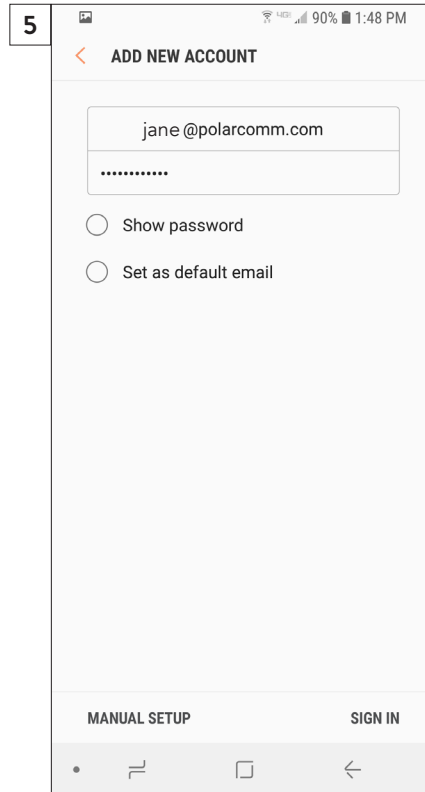 5
4G 90% 1:48 PM
ADD NEW ACCOUNT
jane@polarcomm.com
••••••••••••
Show password
Set as default email
MANUAL SETUP SIGN IN